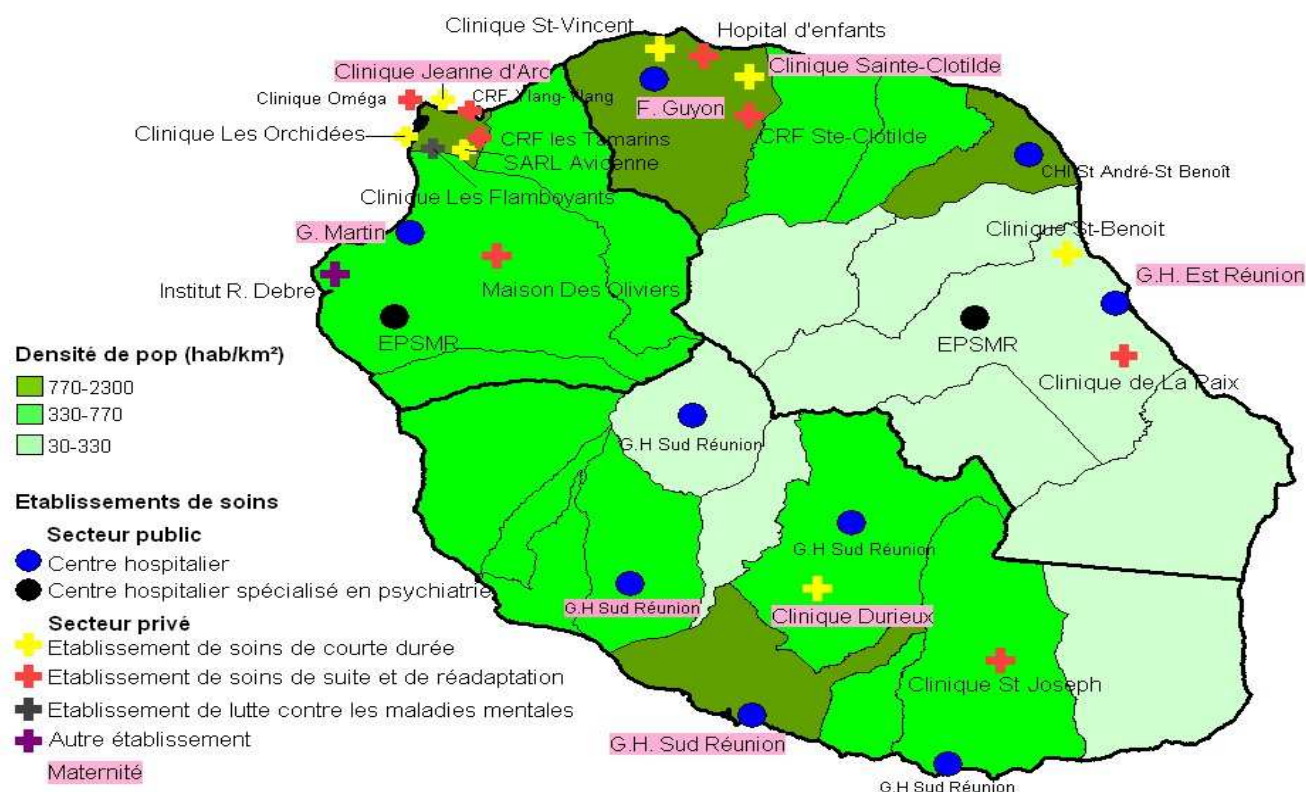 Clinique St-Vincent
Hopital d'enfants
Clinique Jeanne d'Arc
Clinique Sainte-Clotilde
Clinique Oméga
CRF Ylang-Ylang
F. Guyon
Clinique Les Orchidées
CRF les Tamarins
CRF Ste-Clotilde
SARL Avicenne
CHI St André-St Benoît
Clinique Les Flamboyants
G. Martin
Clinique St-Benoit
Institut R. Debre
Maison Des Oliviers
G.H. Est Réunion
EPSMR
EPSMR
Clinique de La Paix
G.H Sud Réunion
G.H Sud Réunion
G.H Sud Réunion
Clinique Durieux
Clinique St Joseph
G.H. Sud Réunion
G.H Sud Réunion
Densité de pop (hab/km²)
770-2300
330-770
30-330
Etablissements de soins
Secteur public
Centre hospitalier
Centre hospitalier spécialisé en psychiatrie
Secteur privé
Etablissement de soins de courte durée
Etablissement de soins de suite et de réadaptation
Etablissement de lutte contre les maladies mentales
Autre établissement
Maternité